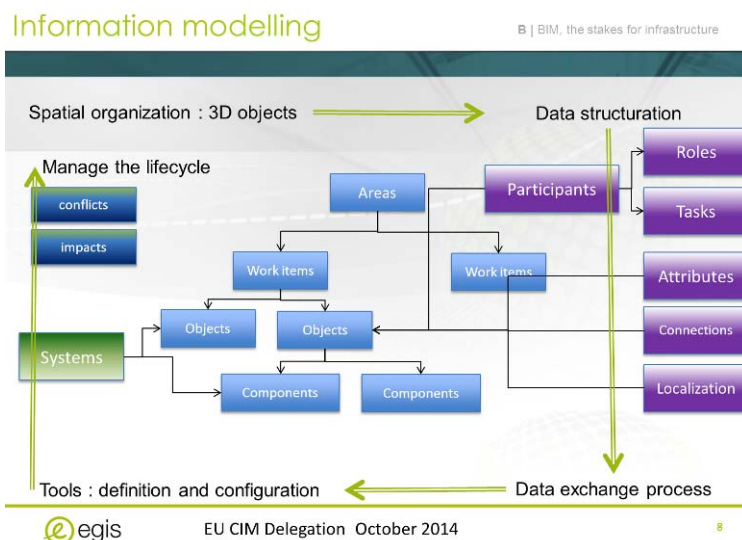 Information modelling
B | BIM, the stakes for infrastructure
Spatial organization : 3D objects
Data structuration
Manage the lifecycle
conflicts
impacts
Areas
Participants
Roles
Tasks
Work items
Work items
Attributes
Objects
Objects
Connections
Systems
Components
Components
Localization
Tools : definition and configuration
Data exchange process
egis
EU CIM Delegation October 2014
8